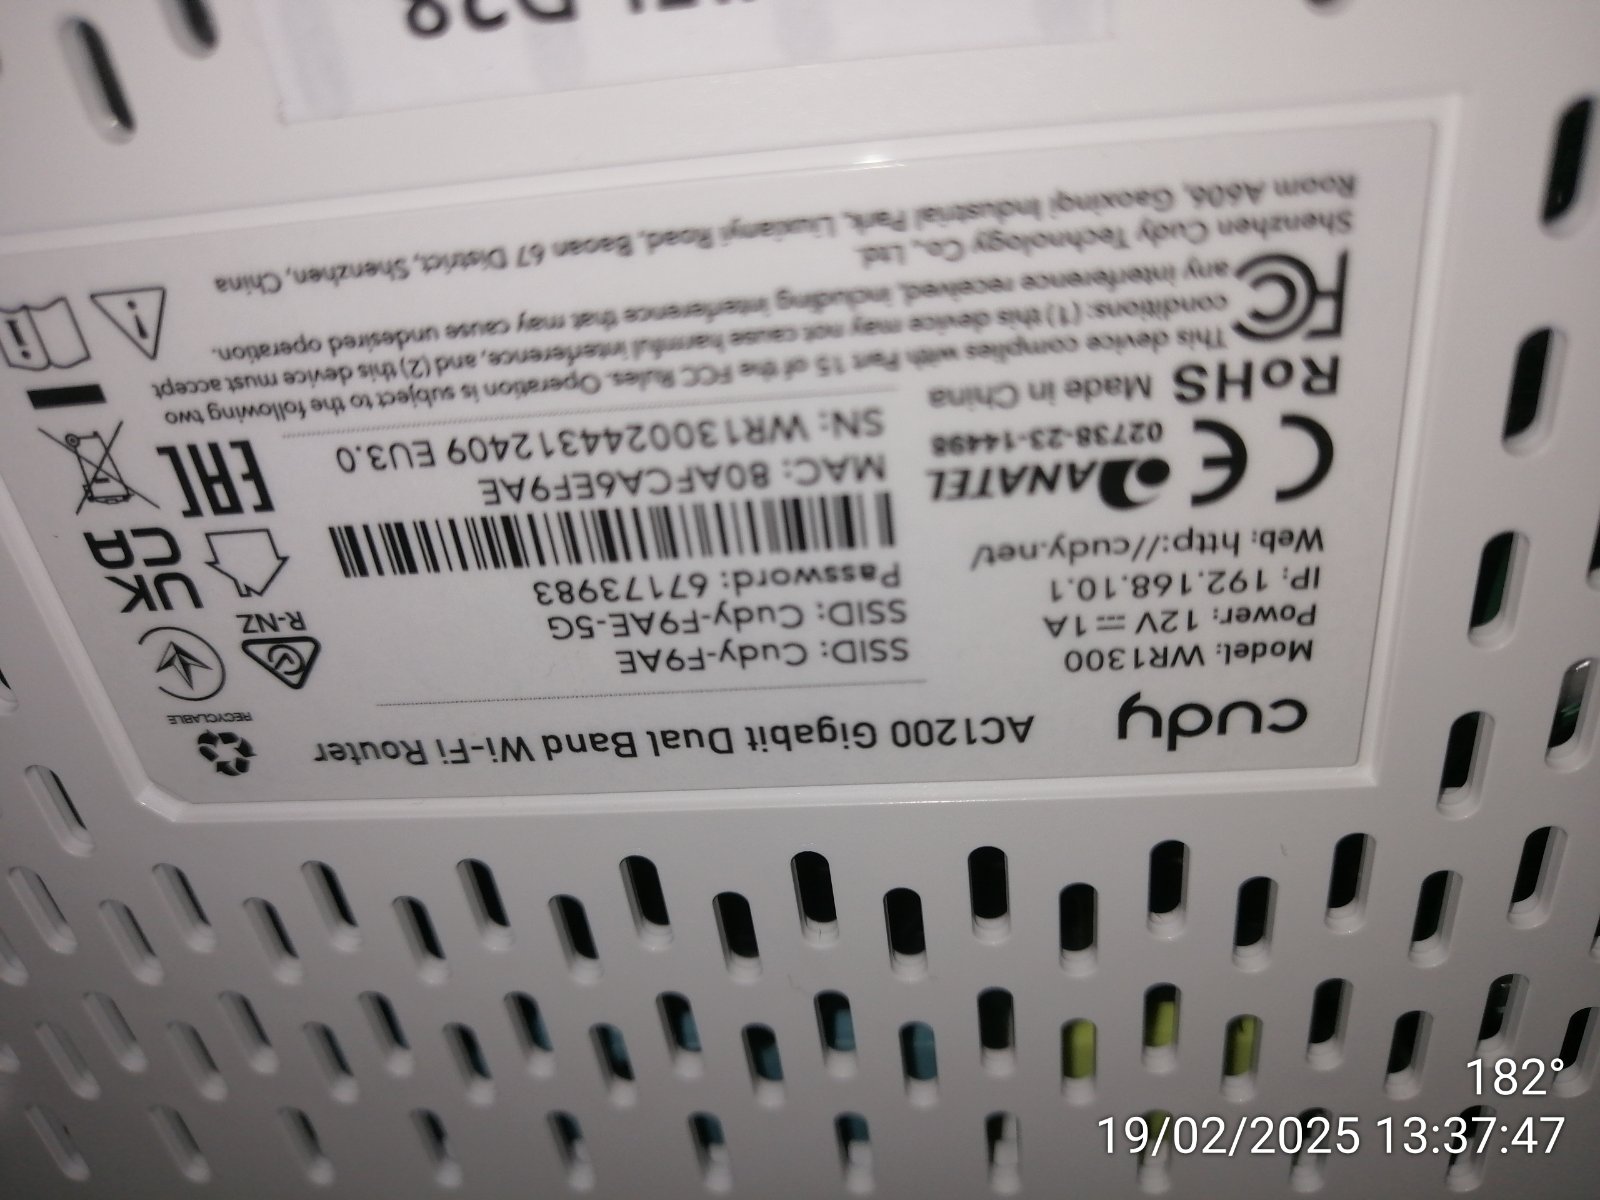 cudy AC1200 Gigabit Dual Band Wi-Fi Router
Model: WR1300
Power: 12V⎓1A
IP: 192.168.10.1
Web: http://cudy.net/
SSID: Cudy-F9AE
SSID: Cudy-F9AE-5G
Password: 67173983
MAC: 80AFCA6EF9AE
SN: WR1300244312409 EU3.0
RECYCLABLE
R-NZ
UK
CA
EAC
CE ANATEL
02738-23-14498
RoHS Made in China
FC This device complies with Part 15 of the FCC Rules. Operation is subject to the following two
conditions: (1) this device may not cause harmful interference, and (2) this device must accept
any interference received, including interference that may cause undesired operation.
Shenzhen Cudy Technology Co., Ltd.
Room A606, Gaoxinqi Industrial Park, Liuxianyi Road, Baoan 67 District, Shenzhen, China
D28
182°
19/02/2025 13:37:47